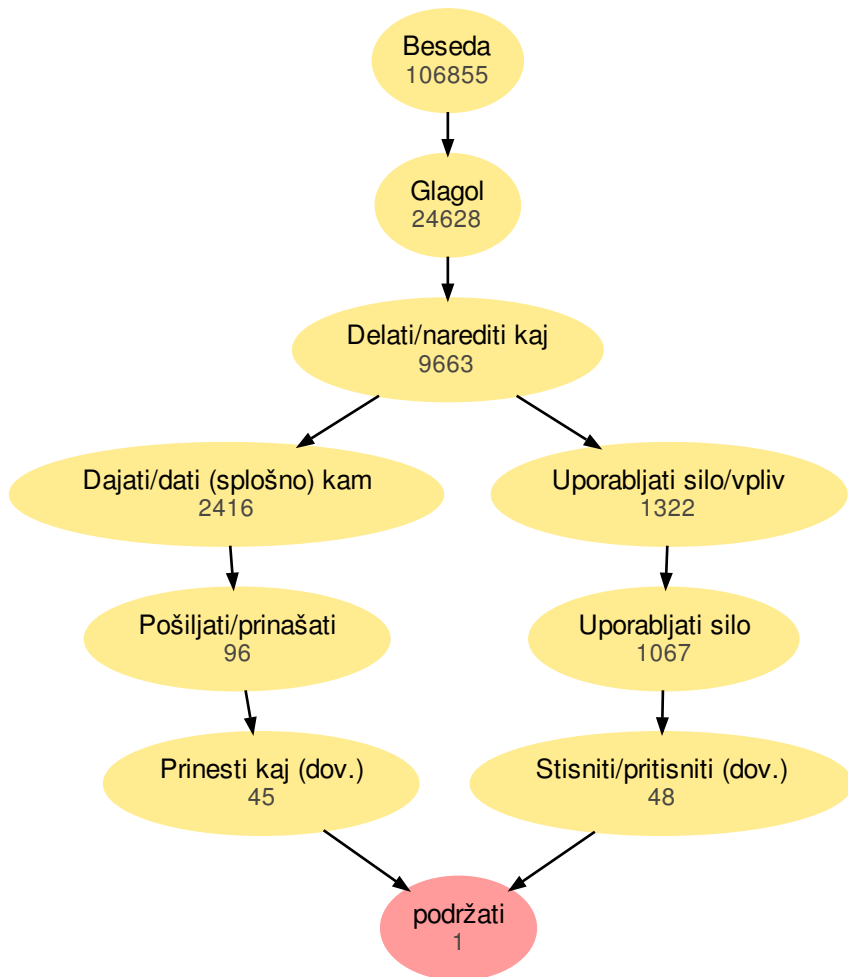 Beseda
106855
Glagol
24628
Delati/narediti kaj
9663
Dajati/dati (splošno) kam
2416
Uporabljati silo/vpliv
1322
Pošiljati/prinašati
96
Uporabljati silo
1067
Prinesti kaj (dov.)
45
Stisniti/pritisniti (dov.)
48
podržati
1